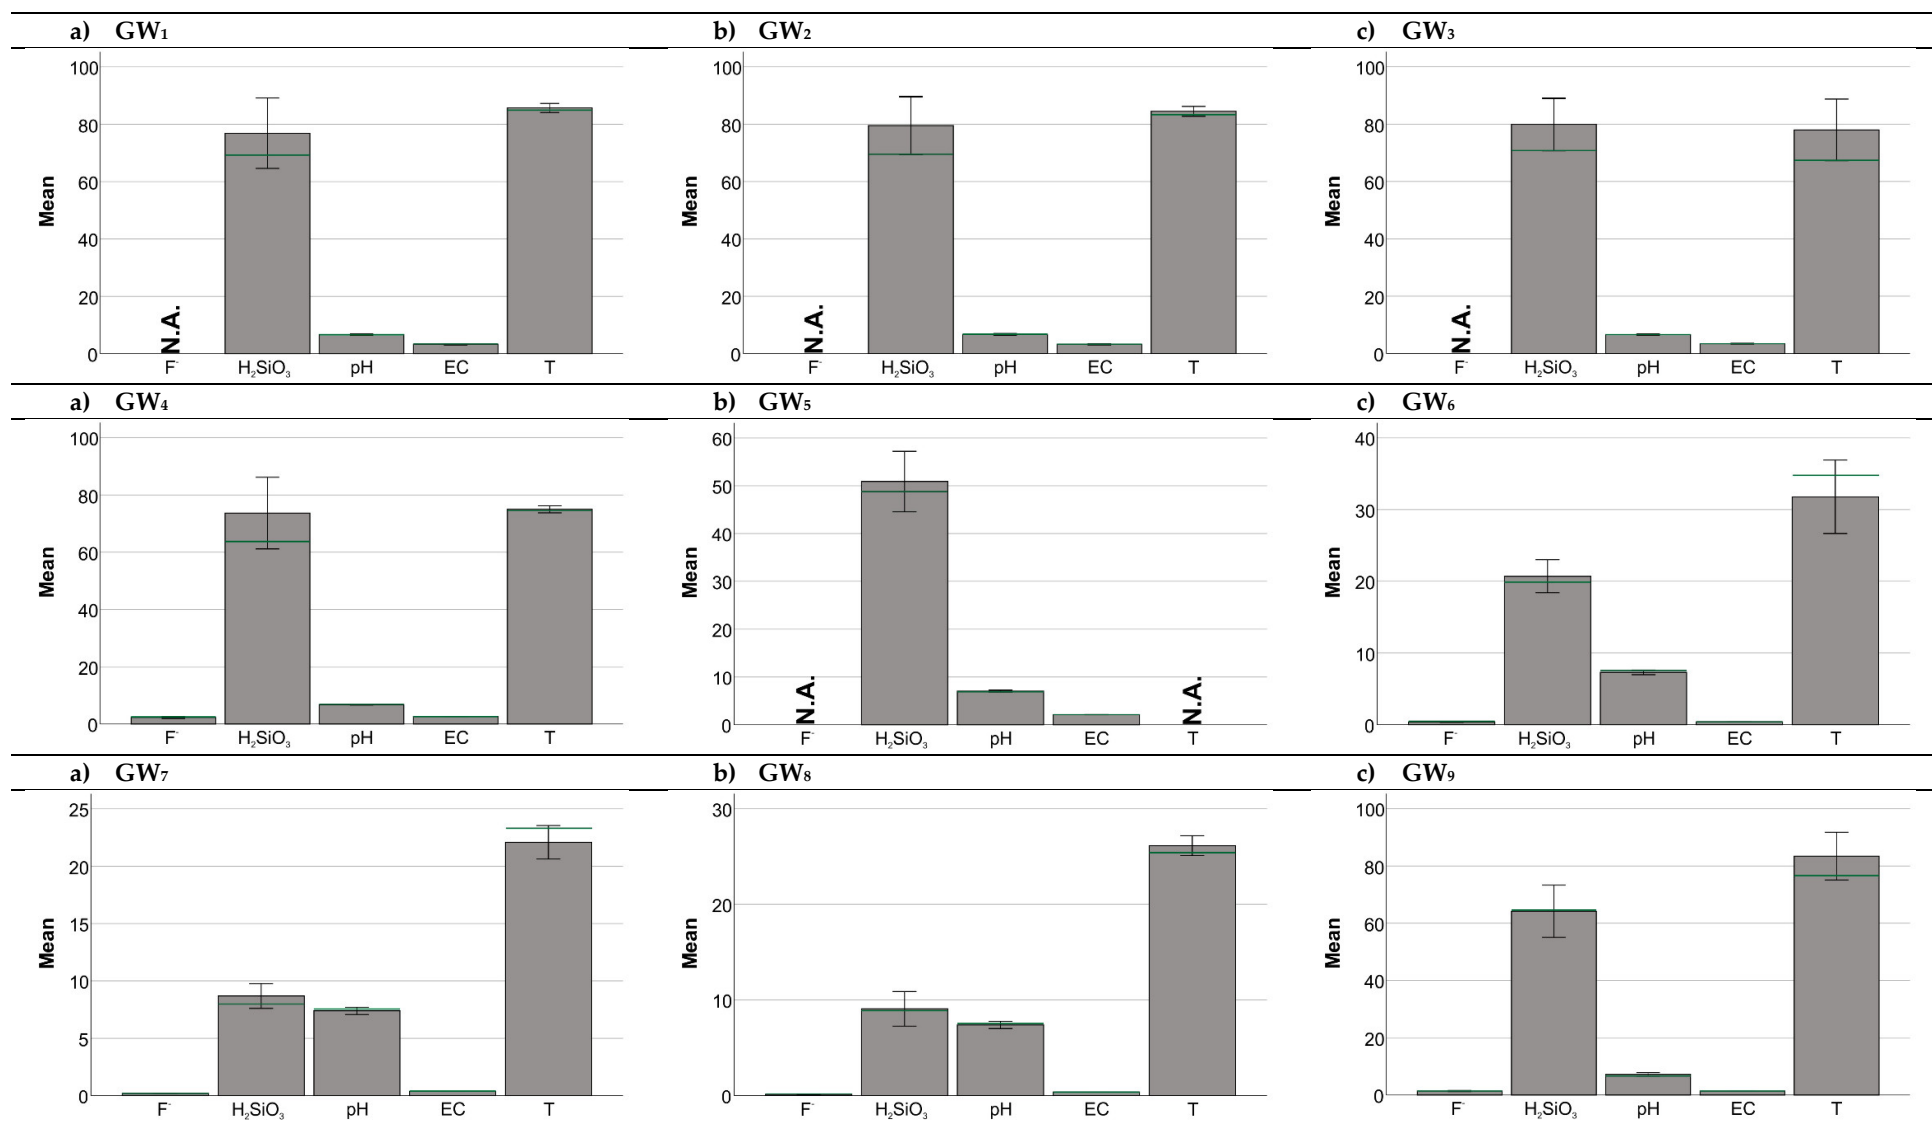 a) GW1 b) GW2 c) GW3
100 100 100
80 80 80
60 60 60
40 40 40
20 20 20
0 0 0
Mean Mean Mean
N.A. N.A. N.A.
F- H2SiO3 pH EC T F- H2SiO3 pH EC T F- H2SiO3 pH EC T
a) GW4 b) GW5 c) GW6
100 60 40
80 50 30
60 40 20
40 30 10
20 20 0
0 10
0
Mean Mean Mean
N.A. N.A.
F- H2SiO3 pH EC T F- H2SiO3 pH EC T F- H2SiO3 pH EC T
a) GW7 b) GW8 c) GW9
25 30 100
20 20 80
15 10 60
10 0 40
5 20
0 0
Mean Mean Mean
F- H2SiO3 pH EC T F- H2SiO3 pH EC T F- H2SiO3 pH EC T